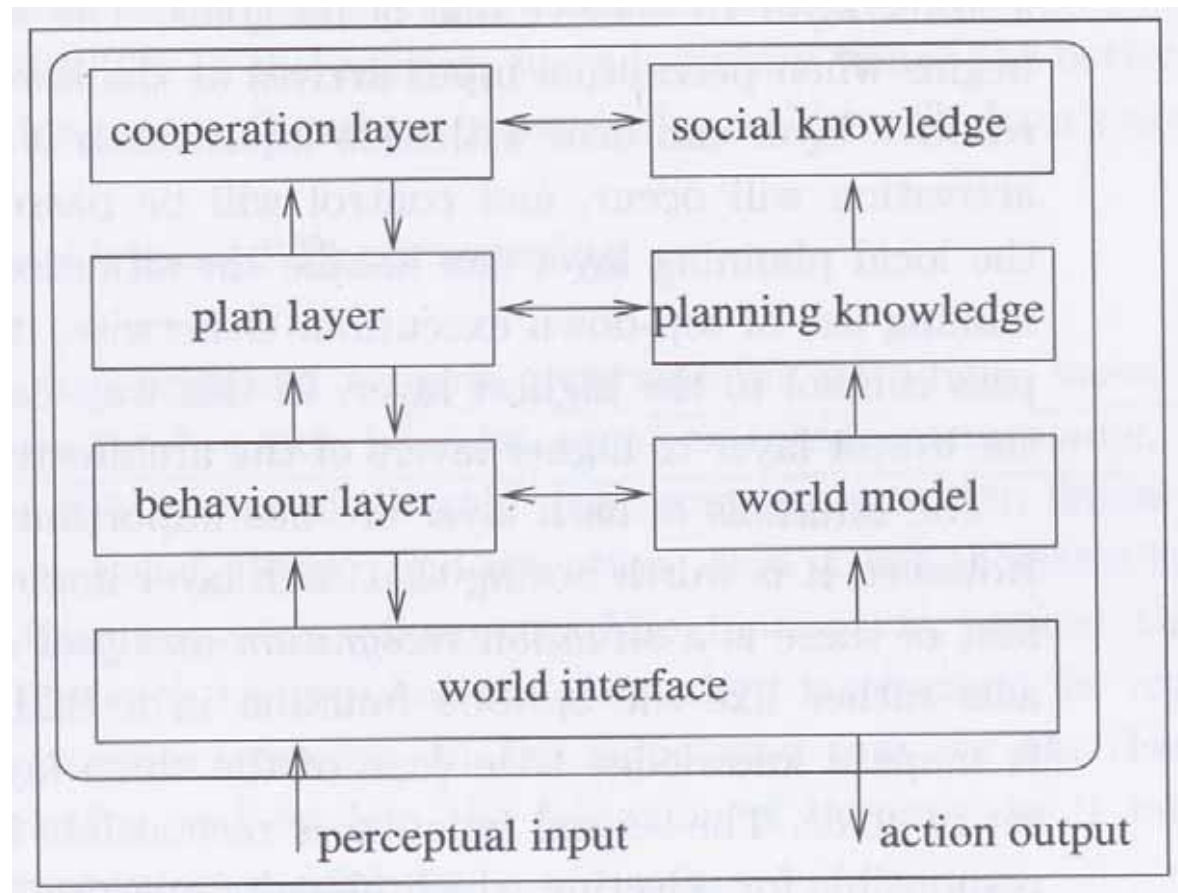 cooperation layer
social knowledge
plan layer
planning knowledge
behaviour layer
world model
world interface
perceptual input
action output